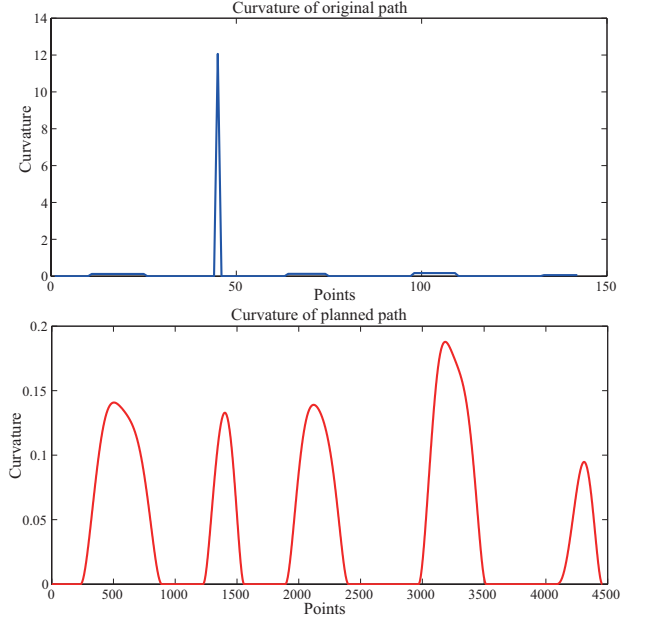 Curvature of original path
14
12
10
8
6
4
2
0
Curvature
0 50 100 150
Points
Curvature of planned path
0.2
0.15
0.1
0.05
0
Curvature
0 500 1000 1500 2000 2500 3000 3500 4000 4500
Points